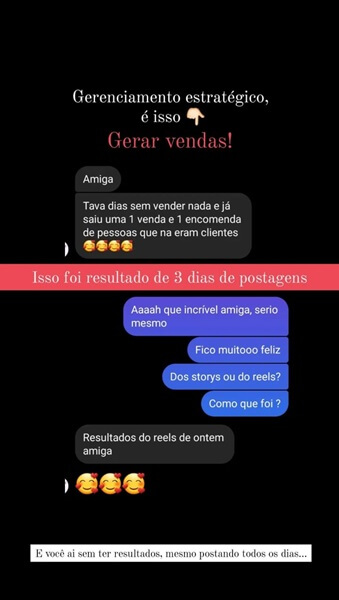 Gerenciamento estratégico,
é isso 👇🏻
Gerar vendas!
Amiga
Tava dias sem vender nada e já
saiu uma 1 venda e 1 encomenda
de pessoas que na eram clientes
🥰🥰🥰🥰
Isso foi resultado de 3 dias de postagens
Aaaah que incrível amiga, serio
mesmo
Fico muitooo feliz
Dos storys ou do reels?
Como que foi ?
Resultados do reels de ontem
amiga
🥰🥰🥰
E você ai sem ter resultados, mesmo postando todos os dias...